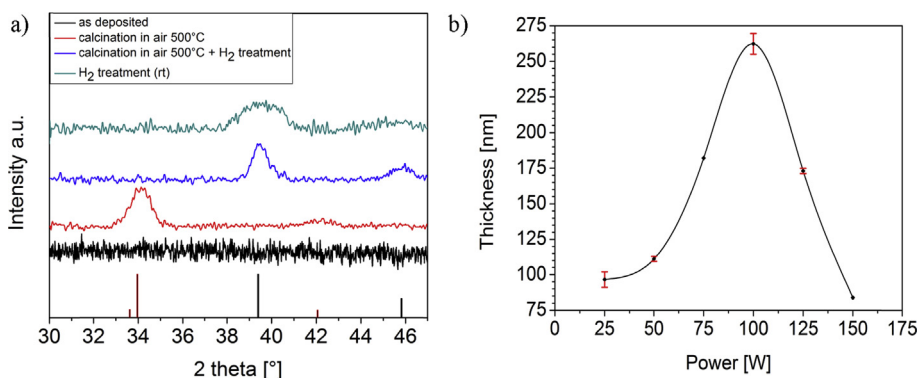 a)
as deposited
calcination in air 500°C
calcination in air 500°C + H2 treatment
H2 treatment (rt)
Intensity a.u.
30 32 34 36 38 40 42 44 46
2 theta [°]
b)
300
275
250
225
200
175
150
125
100
75
Thickness [nm]
0 25 50 75 100 125 150 175
Power [W]